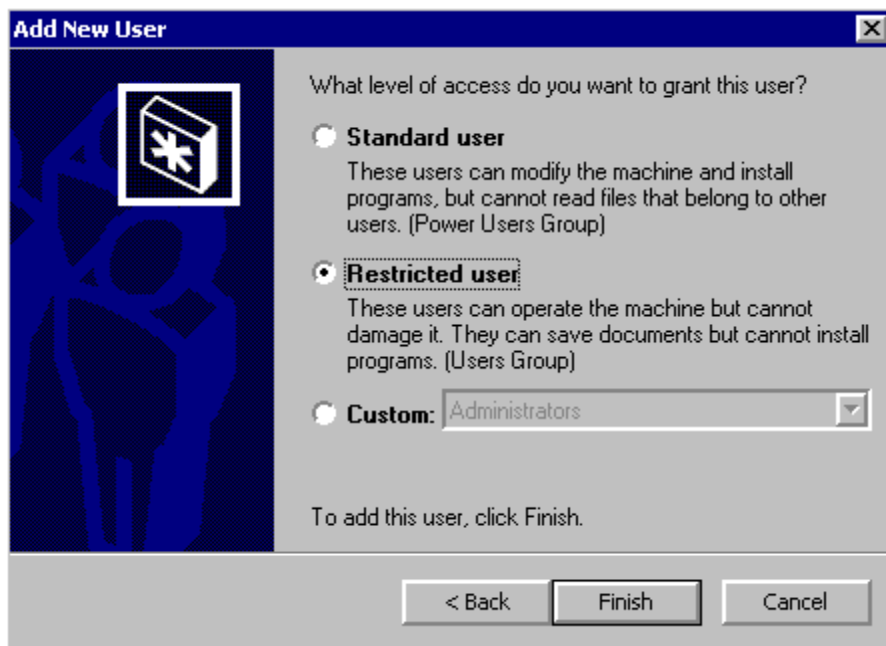 Add New User
What level of access do you want to grant this user?
Standard user
These users can modify the machine and install
programs, but cannot read files that belong to other
users. (Power Users Group)
Restricted user
These users can operate the machine but cannot
damage it. They can save documents but cannot install
programs. (Users Group)
Custom: Administrators
To add this user, click Finish.
< Back Finish Cancel